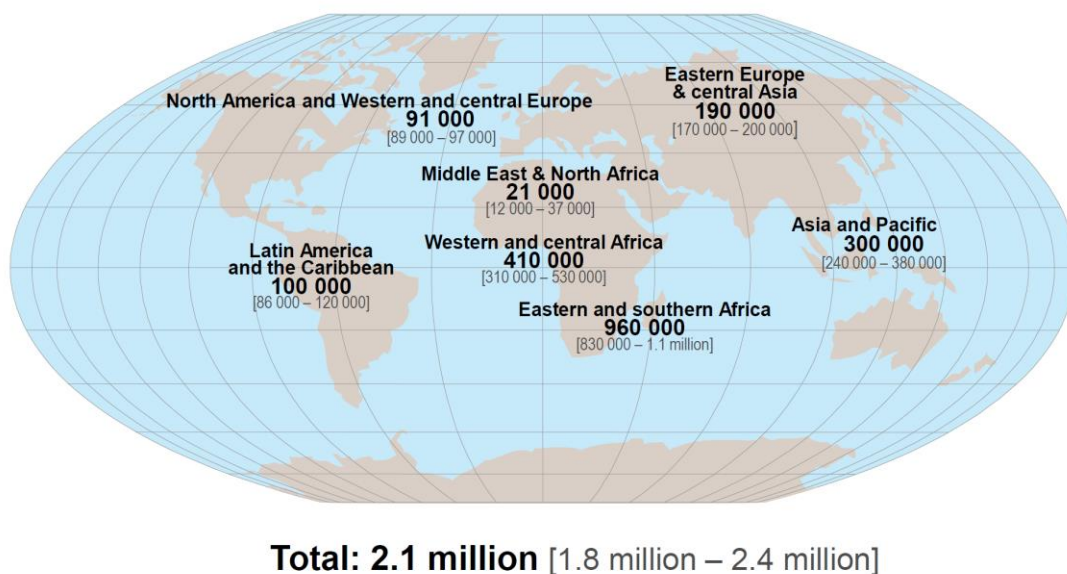 Eastern Europe
& central Asia
190 000
[170 000 – 200 000]
North America and Western and central Europe
91 000
[89 000 – 97 000]
Middle East & North Africa
21 000
[12 000 – 37 000]
Asia and Pacific
300 000
[240 000 – 380 000]
Western and central Africa
410 000
[310 000 – 530 000]
Latin America
and the Caribbean
100 000
[86 000 – 120 000]
Eastern and southern Africa
960 000
[830 000 – 1.1 million]
Total: 2.1 million [1.8 million – 2.4 million]